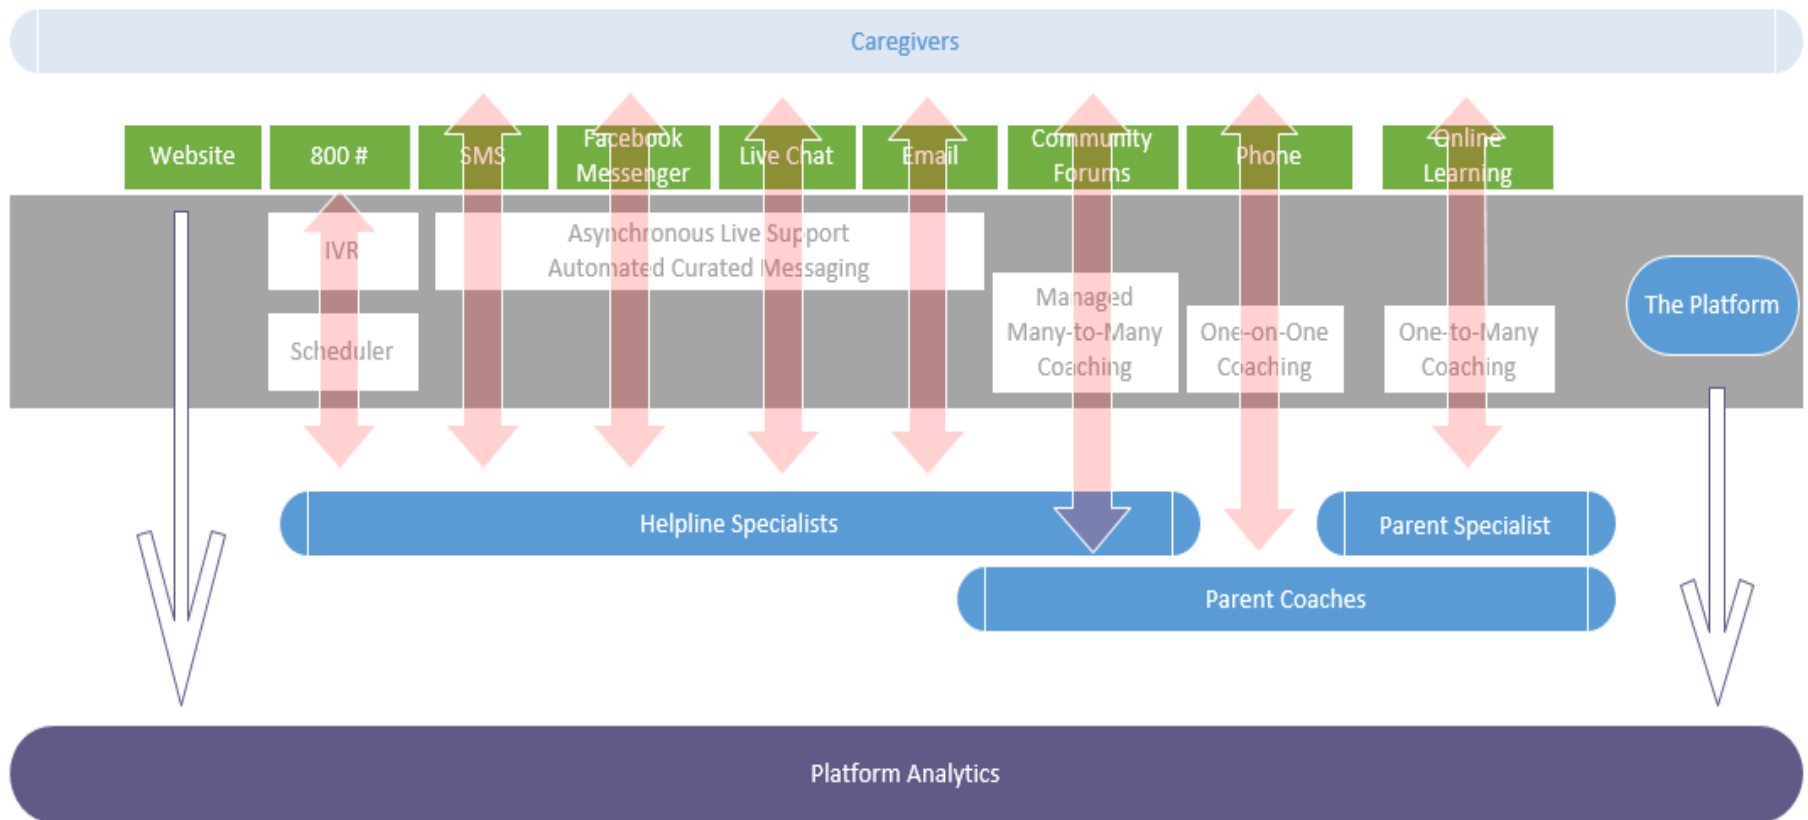 Caregivers
Website
800 #
SMS
Facebook
Messenger
Live Chat
Email
Community
Forums
Phone
Online
Learning
IVR
Scheduler
Asynchronous Live Support
Automated Curated Messaging
Managed
Many-to-Many
Coaching
One-on-One
Coaching
One-to-Many
Coaching
The Platform
Helpline Specialists
Parent Specialist
Parent Coaches
Platform Analytics